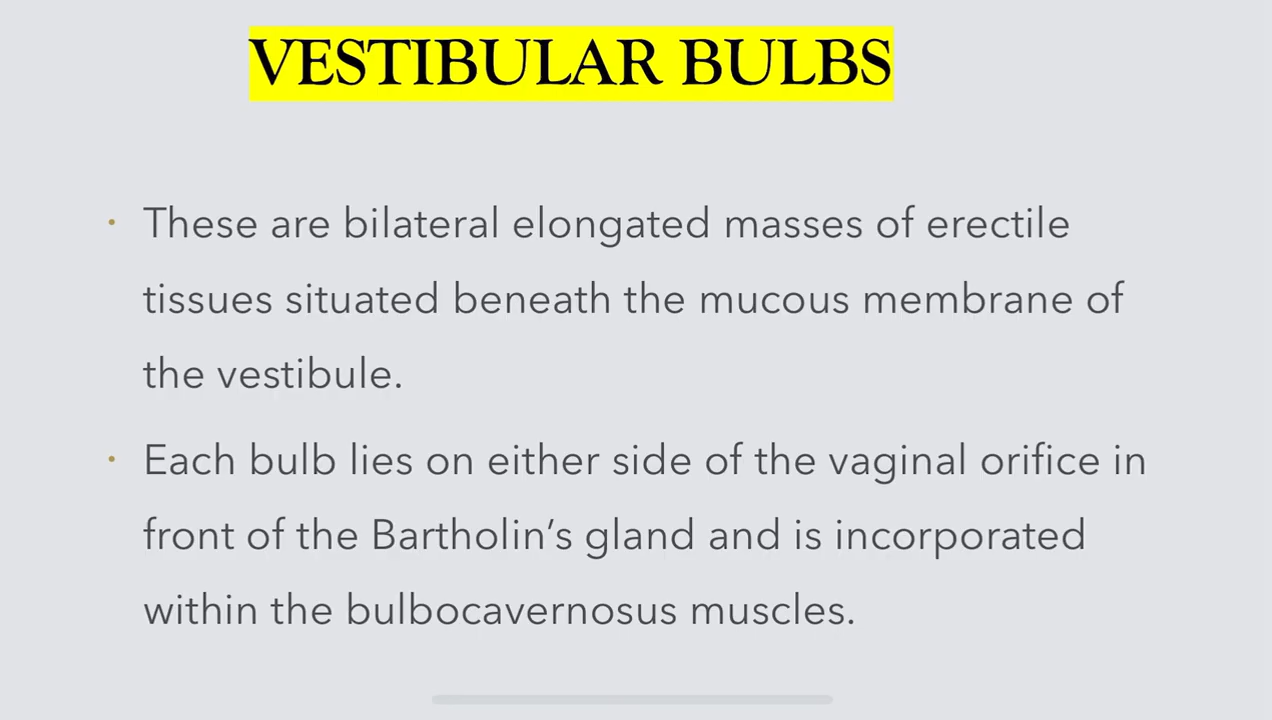 VESTIBULAR BULBS
• These are bilateral elongated masses of erectile
tissues situated beneath the mucous membrane of
the vestibule.
• Each bulb lies on either side of the vaginal orifice in
front of the Bartholin’s gland and is incorporated
within the bulbocavernosus muscles.